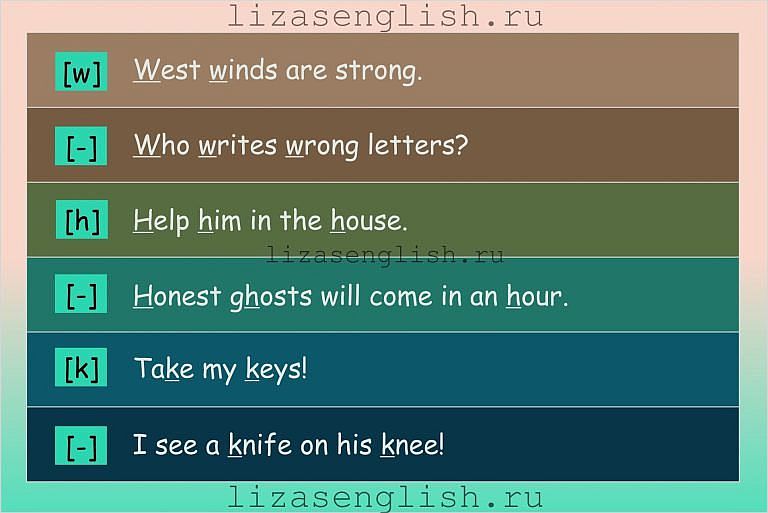 lizasenglish.ru
[w] West winds are strong.
[-] Who writes wrong letters?
[h] Help him in the house.
lizasenglish.ru
[-] Honest ghosts will come in an hour.
[k] Take my keys!
[-] I see a knife on his knee!
lizasenglish.ru